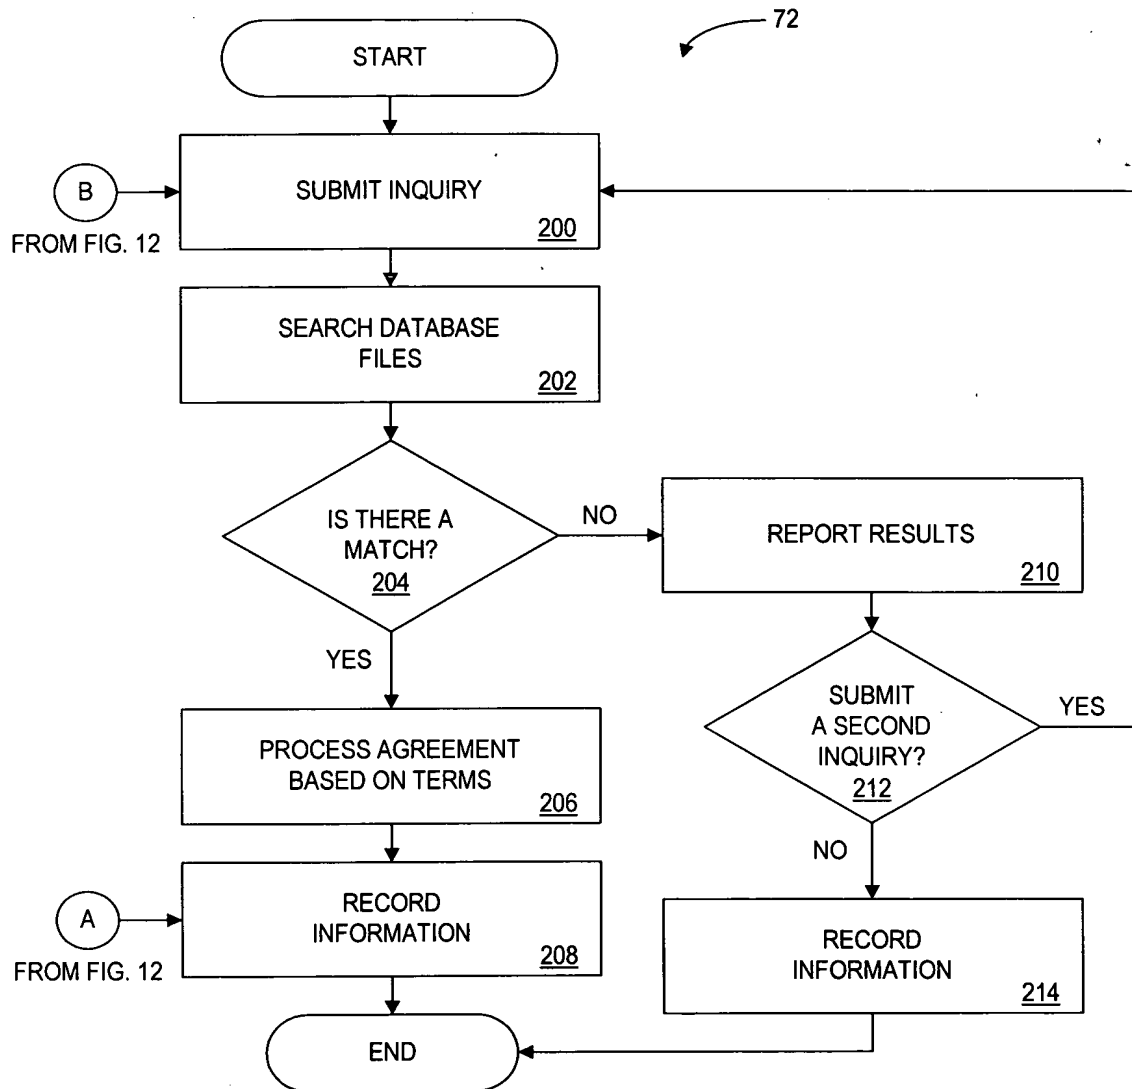 72
START
B
FROM FIG. 12
SUBMIT INQUIRY
200
SEARCH DATABASE
FILES
202
IS THERE A
MATCH?
204
NO
YES
REPORT RESULTS
210
SUBMIT
A SECOND
INQUIRY?
212
YES
NO
PROCESS AGREEMENT
BASED ON TERMS
206
A
FROM FIG. 12
RECORD
INFORMATION
208
RECORD
INFORMATION
214
END